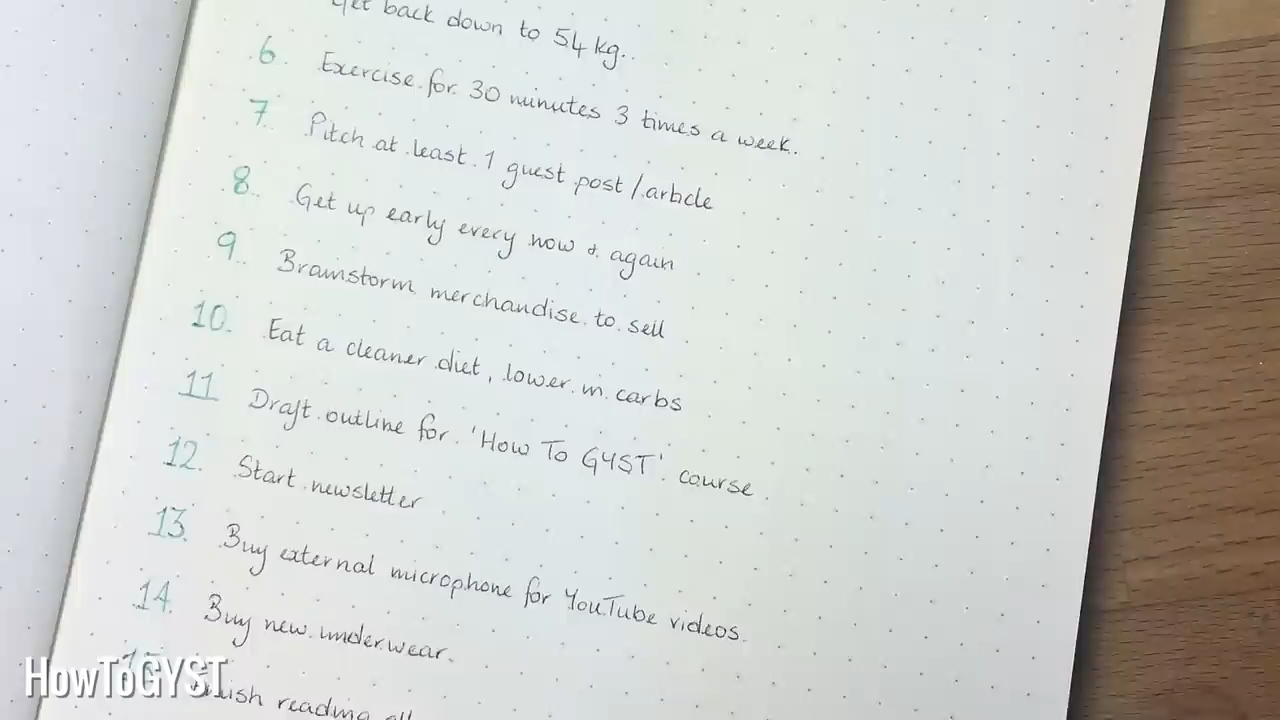 Get back down to 54 kg.
6. Exercise for 30 minutes 3 times a week.
7. Pitch at least 1 guest post / article
8. Get up early every now & again
9. Brainstorm merchandise to sell
10. Eat a cleaner diet, lower in carbs
11 Draft outline for 'How To GYST' course
12. Start newsletter
13. Buy external microphone for YouTube videos.
14. Buy new underwear.
reading all
HowToGYST